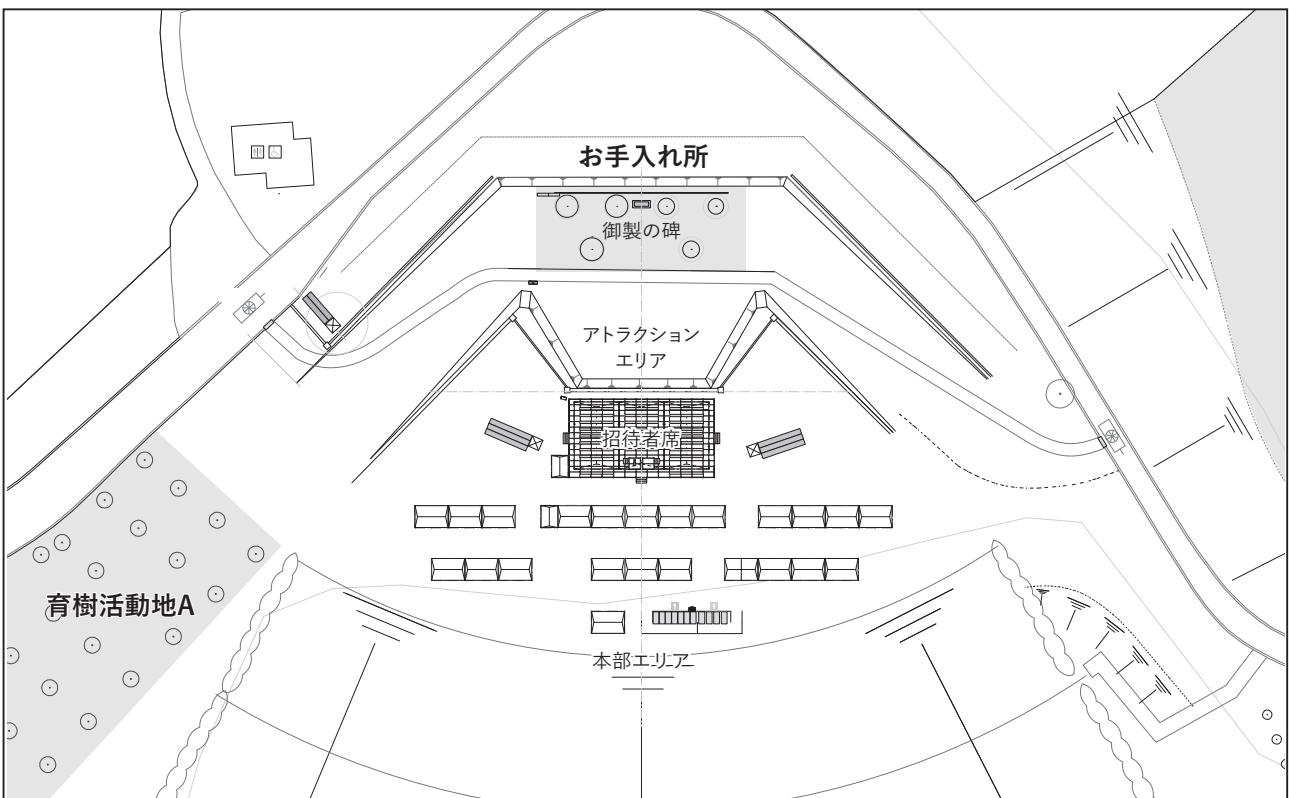 お手入れ所
御製の碑
アトラクション
エリア
招待者席
育樹活動地A
本部エリア